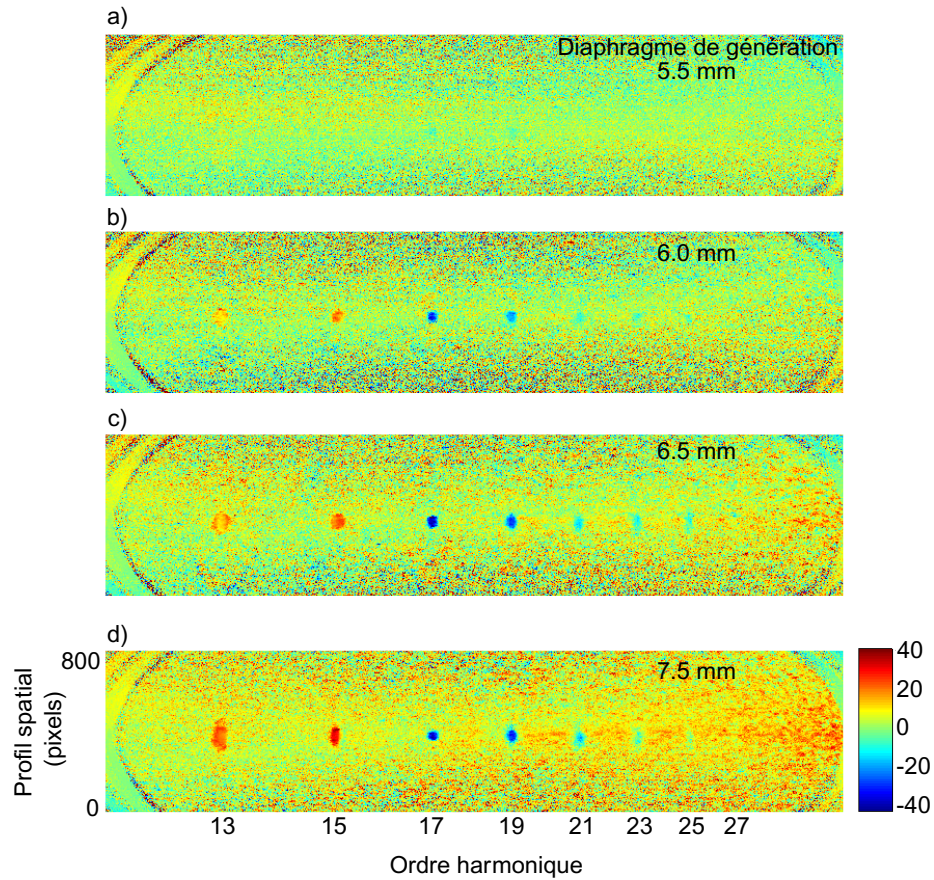 a)
Diaphragme de génération
5.5 mm
b)
6.0 mm
c)
6.5 mm
d)
7.5 mm
Profil spatial
(pixels)
800
0
40
20
0
-20
-40
13 15 17 19 21 23 25 27
Ordre harmonique